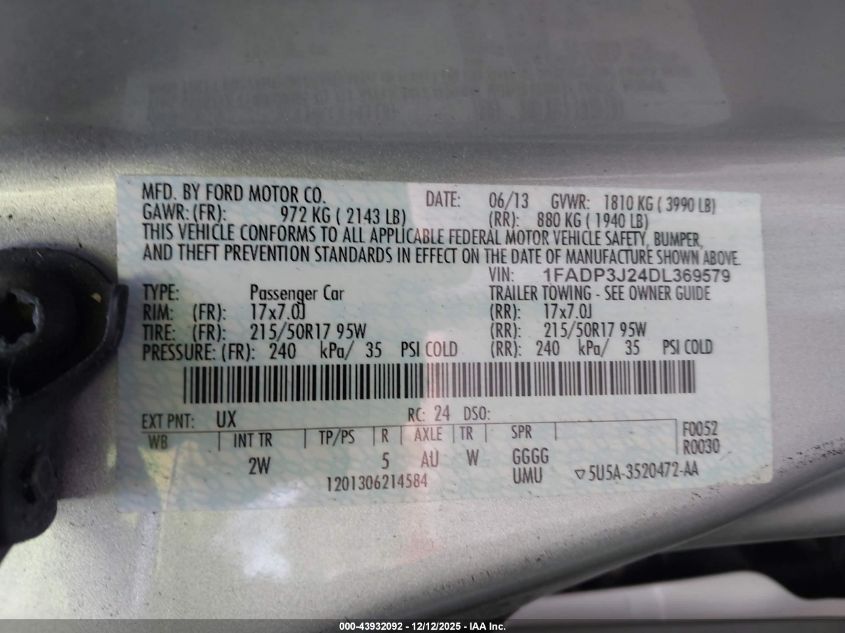 MFD. BY FORD MOTOR CO. DATE: 06/13 GVWR: 1810 KG ( 3990 LB)
GAWR: (FR): 972 KG ( 2143 LB) (RR): 880 KG ( 1940 LB)
THIS VEHICLE CONFORMS TO ALL APPLICABLE FEDERAL MOTOR VEHICLE SAFETY, BUMPER,
AND THEFT PREVENTION STANDARDS IN EFFECT ON THE DATE OF MANUFACTURE SHOWN ABOVE.
VIN: 1FADP3J24DL369579
TYPE: Passenger Car TRAILER TOWING - SEE OWNER GUIDE
RIM: (FR): 17x7.0J (RR): 17x7.0J
TIRE: (FR): 215/50R17 95W (RR): 215/50R17 95W
PRESSURE: (FR): 240 kPa/ 35 PSI COLD (RR): 240 kPa/ 35 PSI COLD
EXT PNT: UX RC: 24 DSO:
WB INT TR TP/PS R AXLE TR SPR F0052
R0030
2W 5 AU W GGGG
1201306214584 UMU 5U5A-3520472-AA
000-43932092 - 12/12/2025 - IAA Inc.